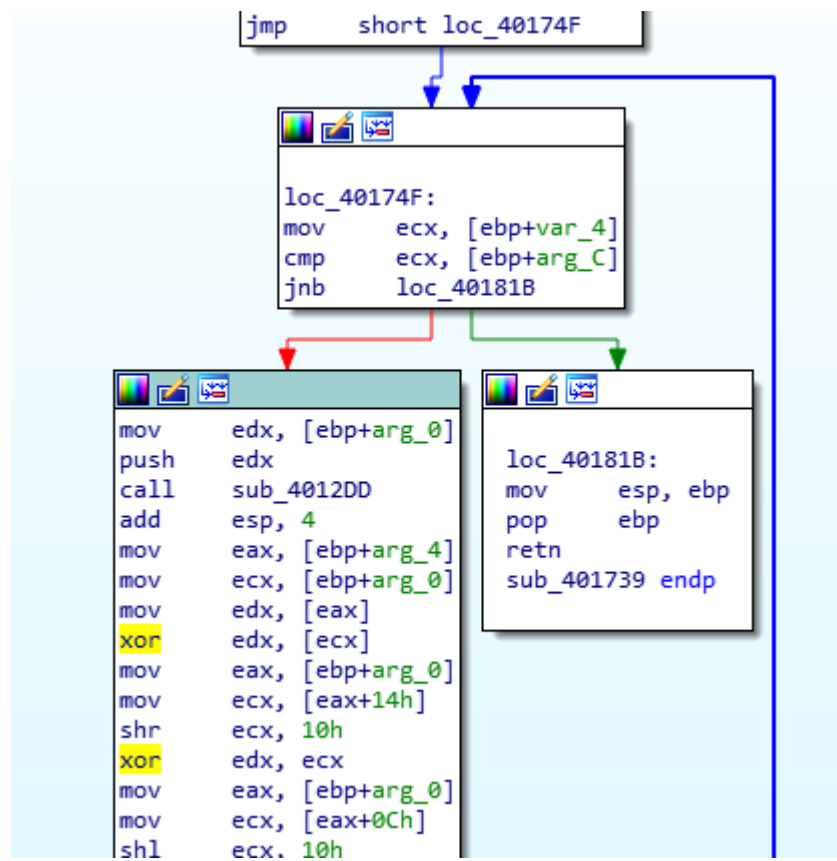 jmp short loc_40174F
loc_40174F:
mov ecx, [ebp+var_4]
cmp ecx, [ebp+arg_C]
jnb loc_40181B
mov edx, [ebp+arg_0]
push edx
call sub_4012DD
add esp, 4
mov eax, [ebp+arg_4]
mov ecx, [ebp+arg_0]
mov edx, [eax]
xor edx, [ecx]
mov eax, [ebp+arg_0]
mov ecx, [eax+14h]
shr ecx, 10h
xor edx, ecx
mov eax, [ebp+arg_0]
mov ecx, [eax+0Ch]
shl ecx, 10h
loc_40181B:
mov esp, ebp
pop ebp
retn
sub_401739 endp